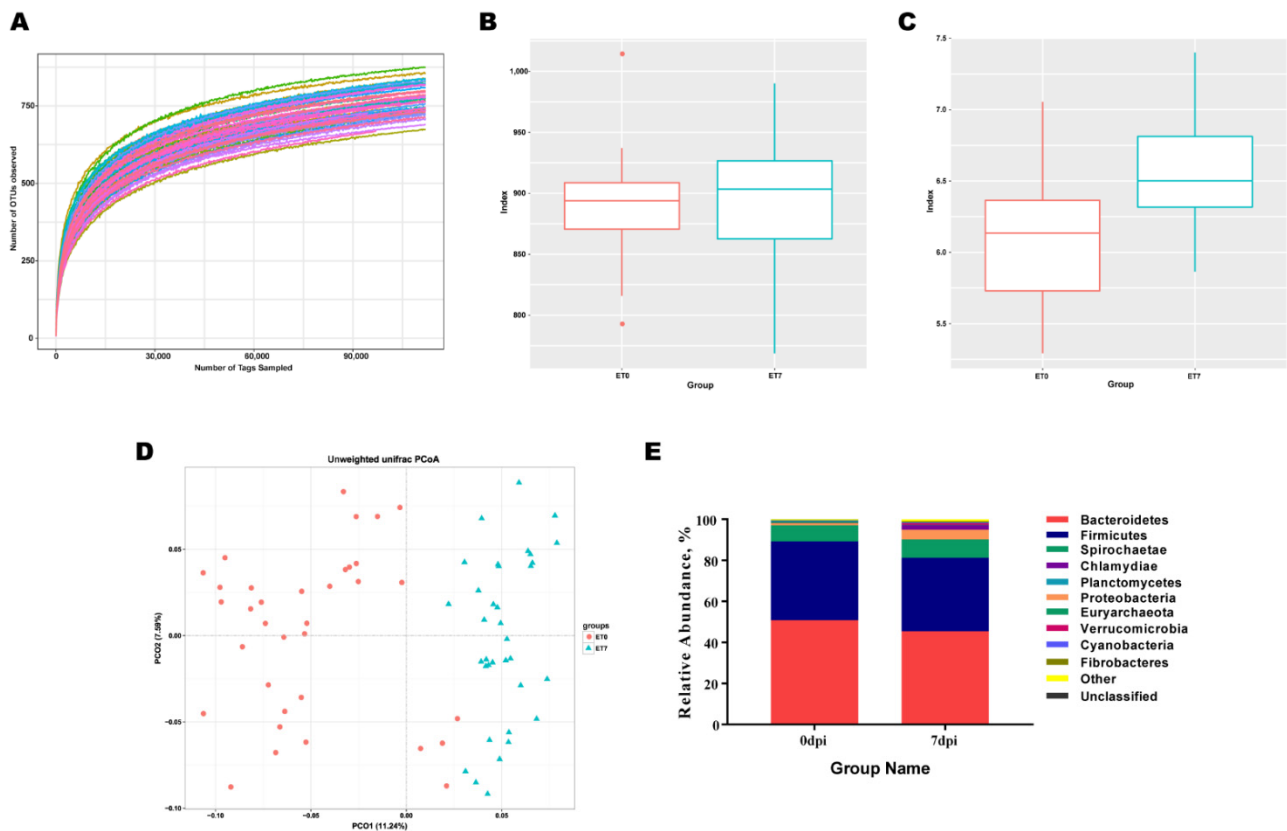 A
Number of OTUs observed
750
500
250
0
0
30,000
60,000
90,000
Number of Tags Sampled
B
Index
1,000
950
900
850
800
ET0
ET7
Group
C
Index
7.5
7.0
6.5
6.0
5.5
ET0
ET7
Group
D
Unweighted unifrac PCoA
PCO2 (7.59%)
0.05
0.00
-0.05
-0.10
-0.10
-0.05
0.00
0.05
PCO1 (11.24%)
groups
ET0
ET7
E
Relative Abundance, %
100
80
60
40
20
0
0dpi
7dpi
Group Name
Bacteroidetes
Firmicutes
Spirochaetae
Chlamydiae
Planctomycetes
Proteobacteria
Euryarchaeota
Verrucomicrobia
Cyanobacteria
Fibrobacteres
Other
Unclassified